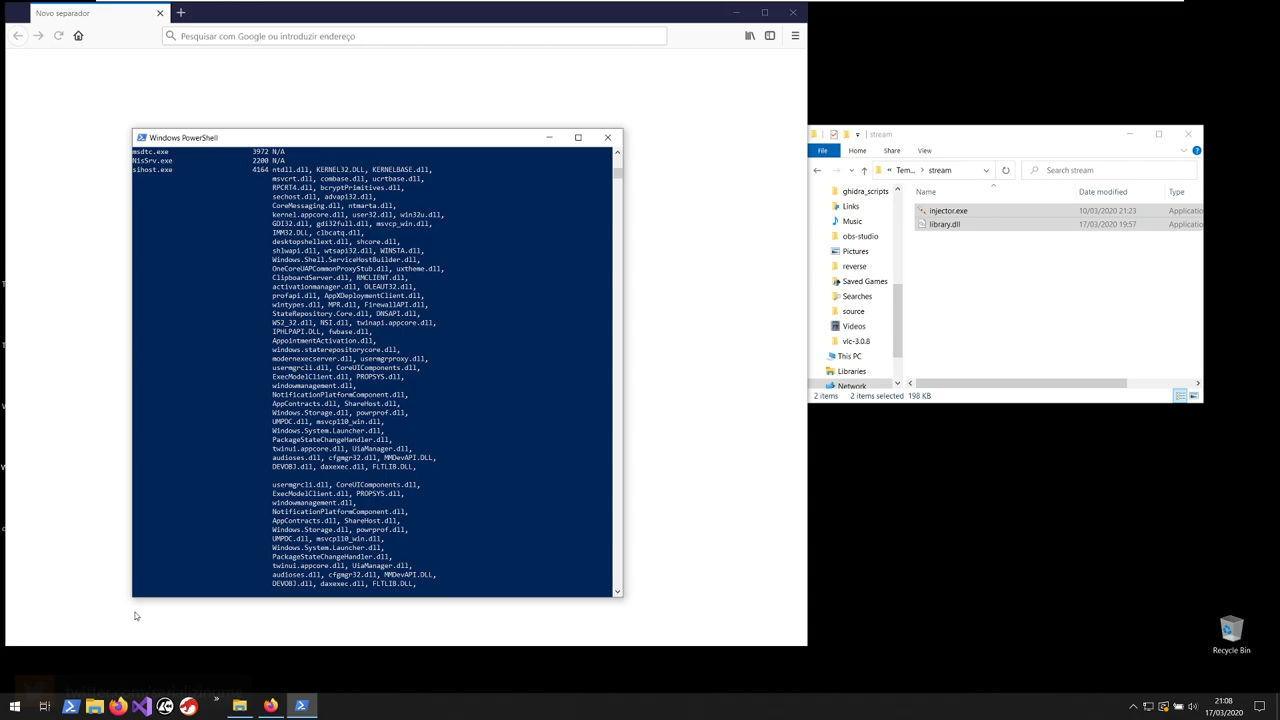 Novo separador
Pesquisar com Google ou introduzir endereço
Windows PowerShell
msdtc.exe 3972 N/A
NisSrv.exe 2200 N/A
sihost.exe 4164 ntdll.dll, KERNEL32.DLL, KERNELBASE.dll,
msvcrt.dll, combase.dll, ucrtbase.dll,
RPCRT4.dll, bcryptPrimitives.dll,
sechost.dll, advapi32.dll,
CoreMessaging.dll, ntmarta.dll,
kernel.appcore.dll, user32.dll, win32u.dll,
GDI32.dll, gdi32full.dll, msvcp_win.dll,
IMM32.DLL, clbcatq.dll,
desktopshellext.dll, shcore.dll,
shlwapi.dll, wtsapi32.dll, WINSTA.dll,
Windows.Shell.ServiceHostBuilder.dll,
OneCoreUAPCommonProxyStub.dll, uxtheme.dll,
ClipboardServer.dll, RMCLIENT.dll,
activationmanager.dll, OLEAUT32.dll,
profapi.dll, AppXDeploymentClient.dll,
wintypes.dll, MPR.dll, FirewallAPI.dll,
StateRepository.Core.dll, DNSAPI.dll,
WS2_32.dll, NSI.dll, twinapi.appcore.dll,
IPHLPAPI.DLL, fwbase.dll,
AppointmentActivation.dll,
windows.staterepositorycore.dll,
modernexecserver.dll, usermgrproxy.dll,
usermgrcli.dll, CoreUIComponents.dll,
ExecModelClient.dll, PROPSYS.dll,
windowmanagement.dll,
NotificationPlatformComponent.dll,
AppContracts.dll, ShareHost.dll,
Windows.Storage.dll, powrprof.dll,
UMPDC.dll, msvcp110_win.dll,
Windows.System.Launcher.dll,
PackageStateChangeHandler.dll,
twinui.appcore.dll, UiaManager.dll,
audioses.dll, cfgmgr32.dll, MMDevAPI.DLL,
DEVOBJ.dll, daxexec.dll, FLTLIB.DLL,
usermgrcli.dll, CoreUIComponents.dll,
ExecModelClient.dll, PROPSYS.dll,
windowmanagement.dll,
NotificationPlatformComponent.dll,
AppContracts.dll, ShareHost.dll,
Windows.Storage.dll, powrprof.dll,
UMPDC.dll, msvcp110_win.dll,
Windows.System.Launcher.dll,
PackageStateChangeHandler.dll,
twinui.appcore.dll, UiaManager.dll,
audioses.dll, cfgmgr32.dll, MMDevAPI.DLL,
DEVOBJ.dll, daxexec.dll, FLTLIB.DLL,
stream
File Home Share View
« Tem... › stream
Search stream
Name Date modified Type
ghidra_scripts
Links
Music
obs-studio
Pictures
reverse
Saved Games
Searches
source
Videos
vlc-3.0.8
This PC
Libraries
Network
injector.exe 10/03/2020 21:23 Applicatio
library.dll 17/03/2020 19:57 Applicatio
2 items 2 items selected 198 KB
Recycle Bin
21:08
17/03/2020